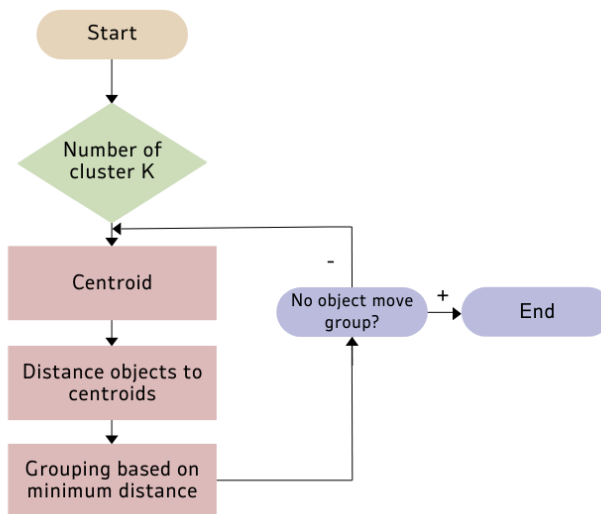 Start
Number of
cluster K
Centroid
Distance objects to
centroids
Grouping based on
minimum distance
-
No object move
group?
+
End